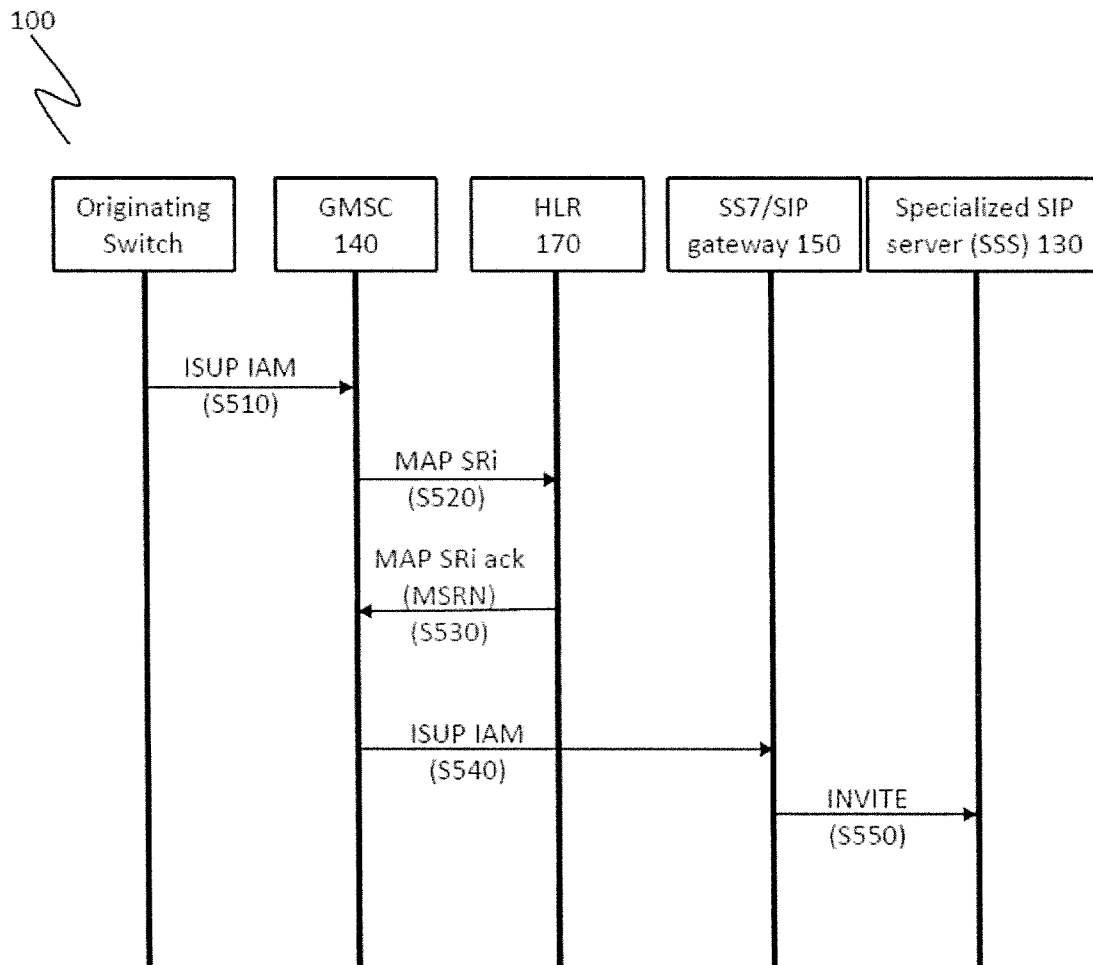 100
Originating
Switch
GMSC
140
HLR
170
SS7/SIP
gateway 150
Specialized SIP
server (SSS) 130
ISUP IAM
(S510)
MAP SRi
(S520)
MAP SRi ack
(MSRN)
(S530)
ISUP IAM
(S540)
INVITE
(S550)